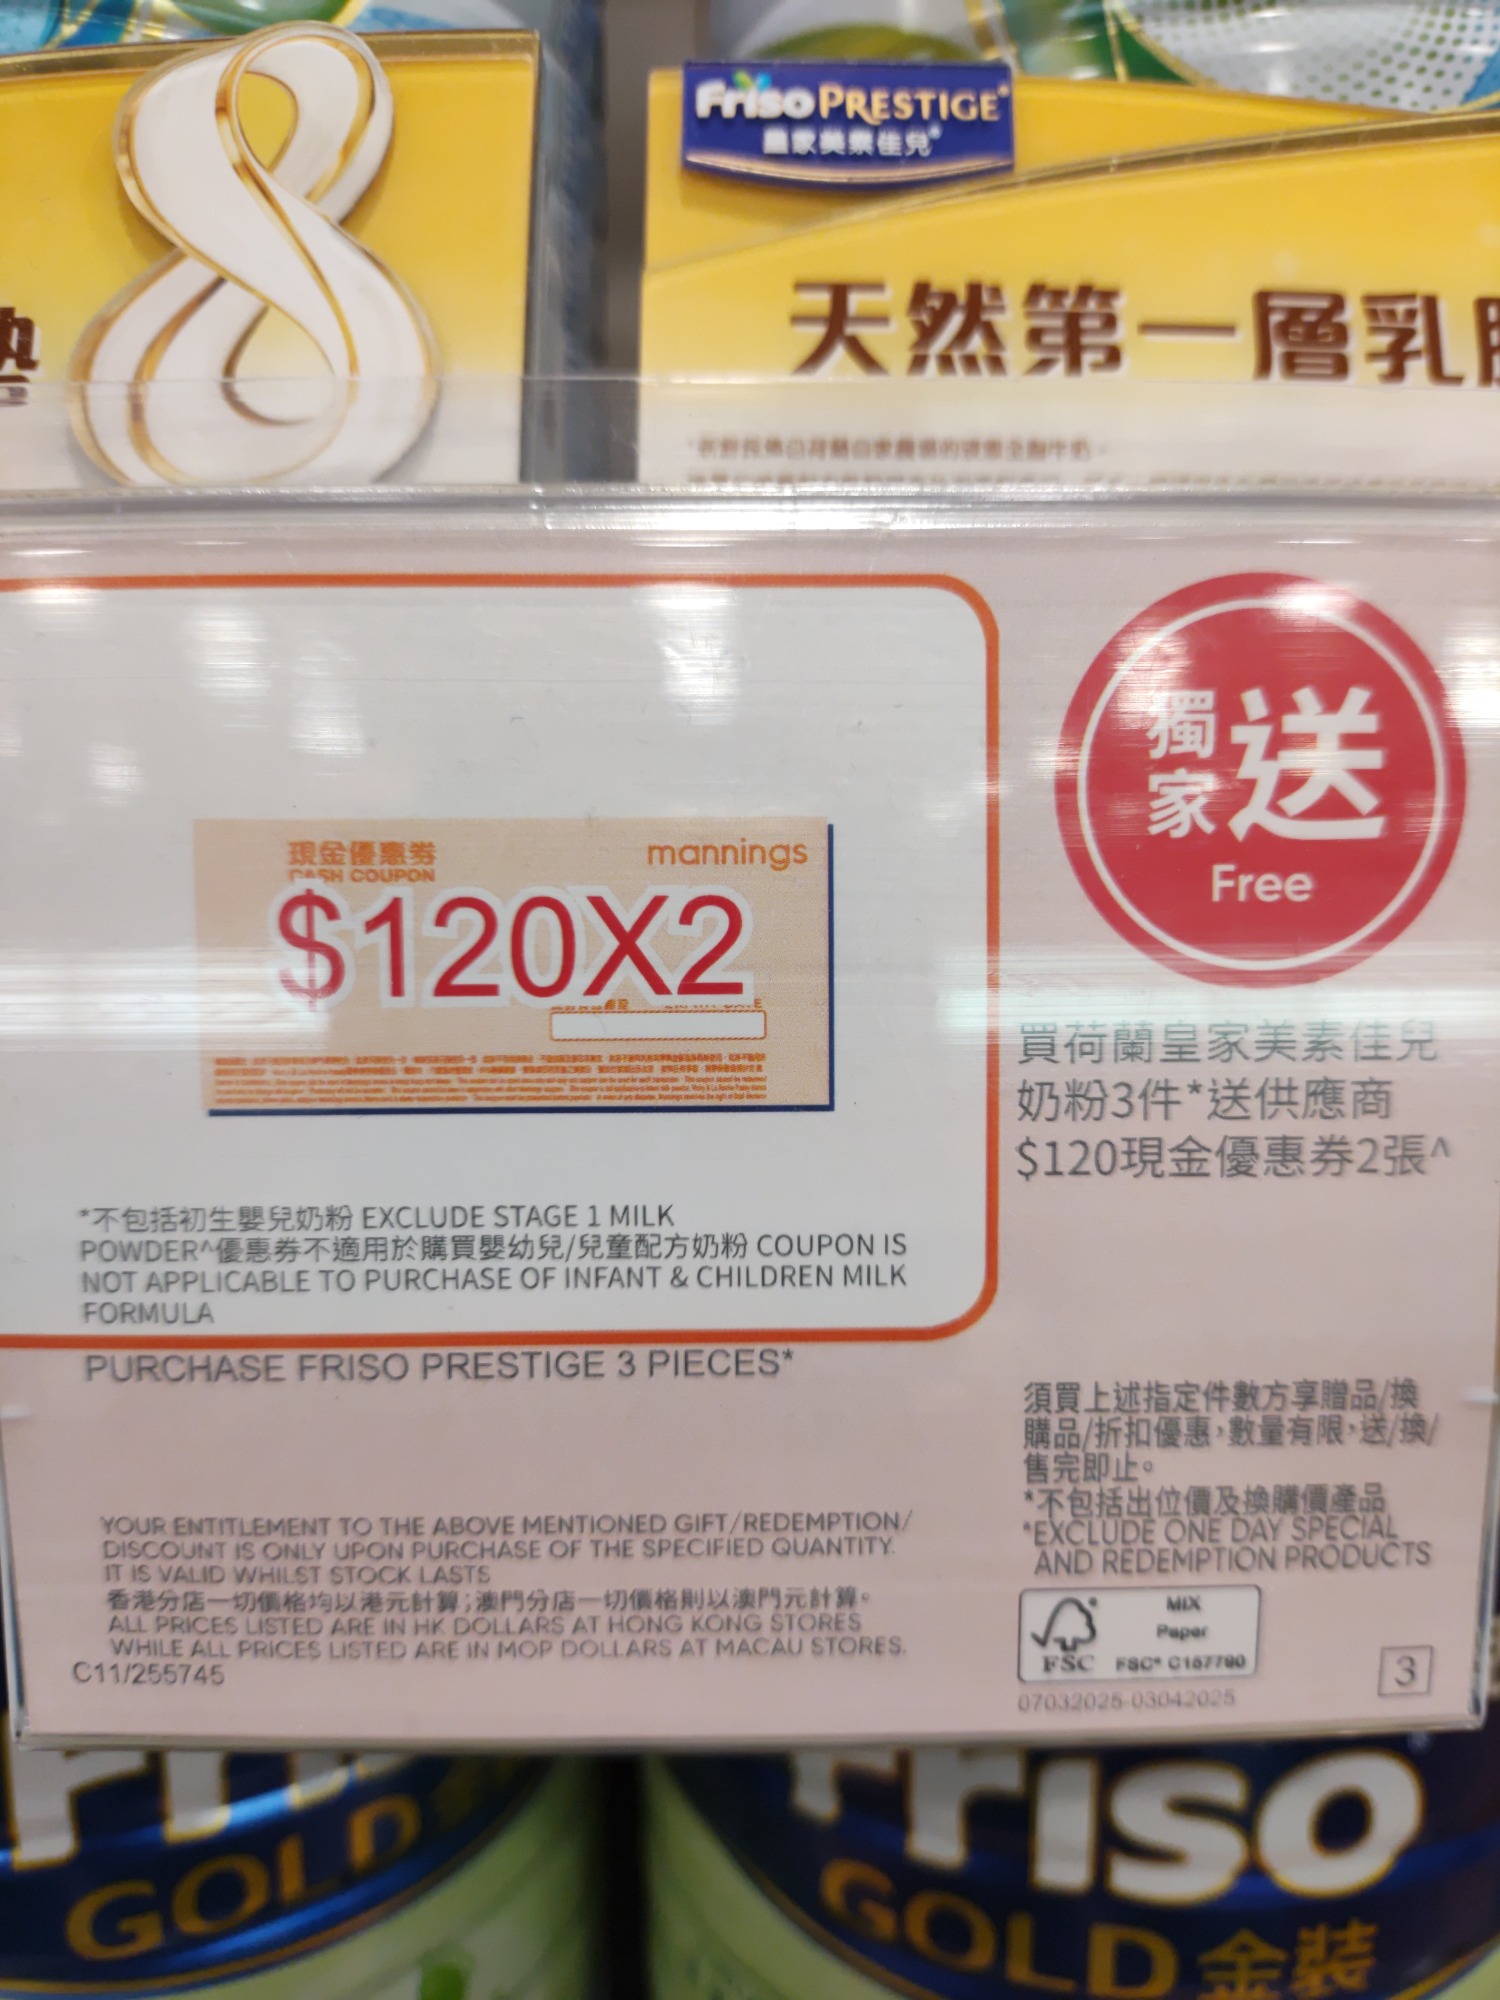 8
Friso PRESTIGE
皇家美素佳兒
天然第一層乳
現金優惠券
CASH COUPON
mannings
$120X2
獨家送
Free
買荷蘭皇家美素佳兒
奶粉3件*送供應商
$120現金優惠券2張^
*不包括初生嬰兒奶粉 EXCLUDE STAGE 1 MILK
POWDER^優惠券不適用於購買嬰幼兒/兒童配方奶粉 COUPON IS
NOT APPLICABLE TO PURCHASE OF INFANT & CHILDREN MILK
FORMULA
PURCHASE FRISO PRESTIGE 3 PIECES*
須買上述指定件數方享贈品/換
購品/折扣優惠,數量有限,送/換/
售完即止。
*不包括出位價及換購價產品
*EXCLUDE ONE DAY SPECIAL
AND REDEMPTION PRODUCTS
YOUR ENTITLEMENT TO THE ABOVE MENTIONED GIFT/REDEMPTION/
DISCOUNT IS ONLY UPON PURCHASE OF THE SPECIFIED QUANTITY.
IT IS VALID WHILST STOCK LASTS
香港分店一切價格均以港元計算;澳門分店一切價格則以澳門元計算。
ALL PRICES LISTED ARE IN HK DOLLARS AT HONG KONG STORES
WHILE ALL PRICES LISTED ARE IN MOP DOLLARS AT MACAU STORES.
C11/255745
MIX
Paper
FSC FSC® C157790
07032025-03042025
3
GOLD
Friso
GOLD金裝